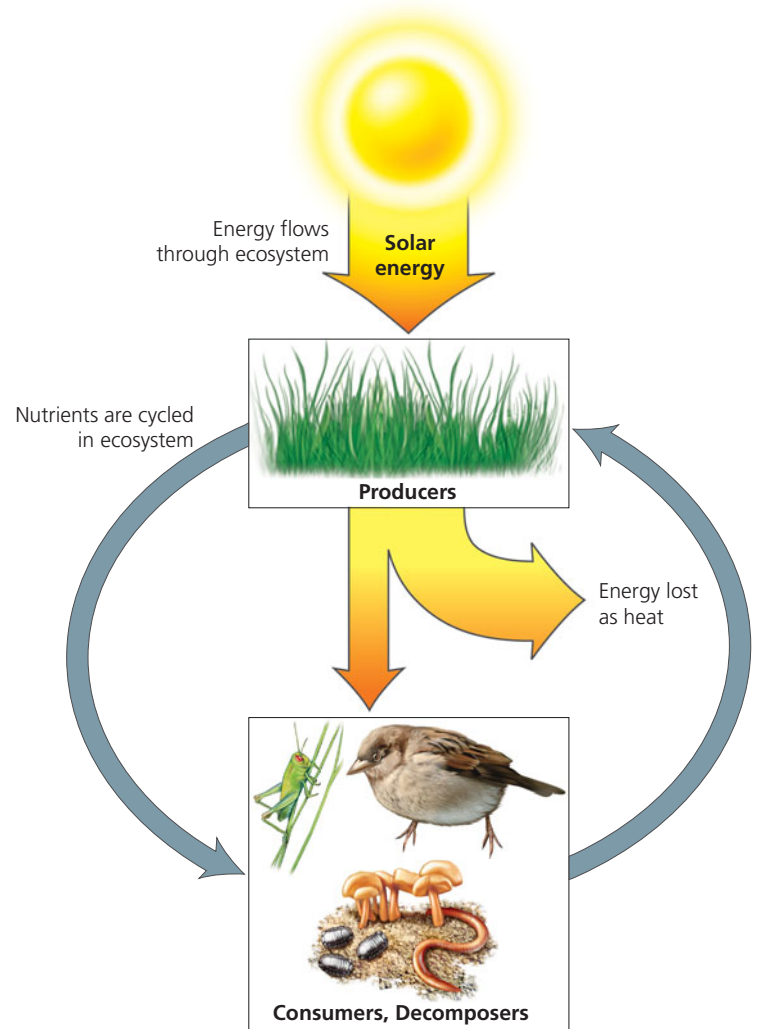 Energy flows
through ecosystem
Solar
energy
Nutrients are cycled
in ecosystem
Producers
Energy lost
as heat
Consumers, Decomposers